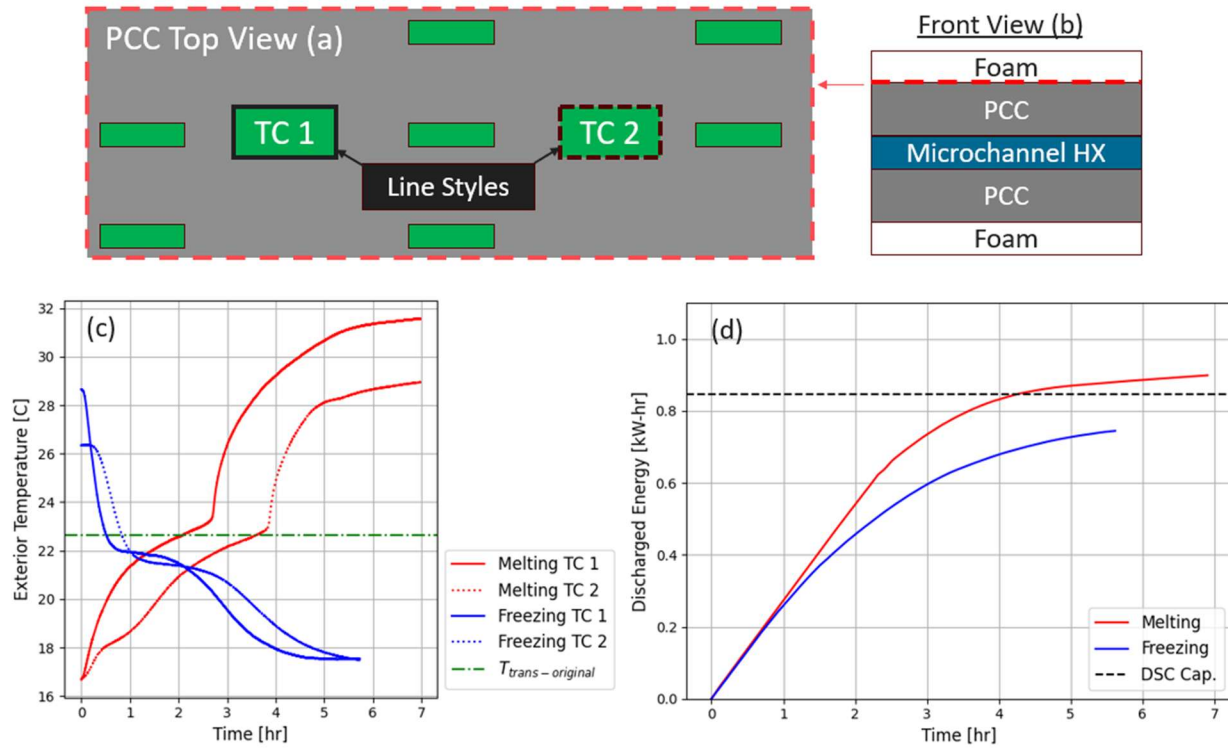 PCC Top View (a)
TC 1
TC 2
Line Styles
Front View (b)
Foam
PCC
Microchannel HX
PCC
Foam
(c)
Exterior Temperature [C]
32
30
28
26
24
22
20
18
16
0 1 2 3 4 5 6 7
Time [hr]
Melting TC 1
Melting TC 2
Freezing TC 1
Freezing TC 2
T_trans−original
(d)
Discharged Energy [kW-hr]
1.0
0.8
0.6
0.4
0.2
0.0
0 1 2 3 4 5 6 7
Time [hr]
Melting
Freezing
DSC Cap.